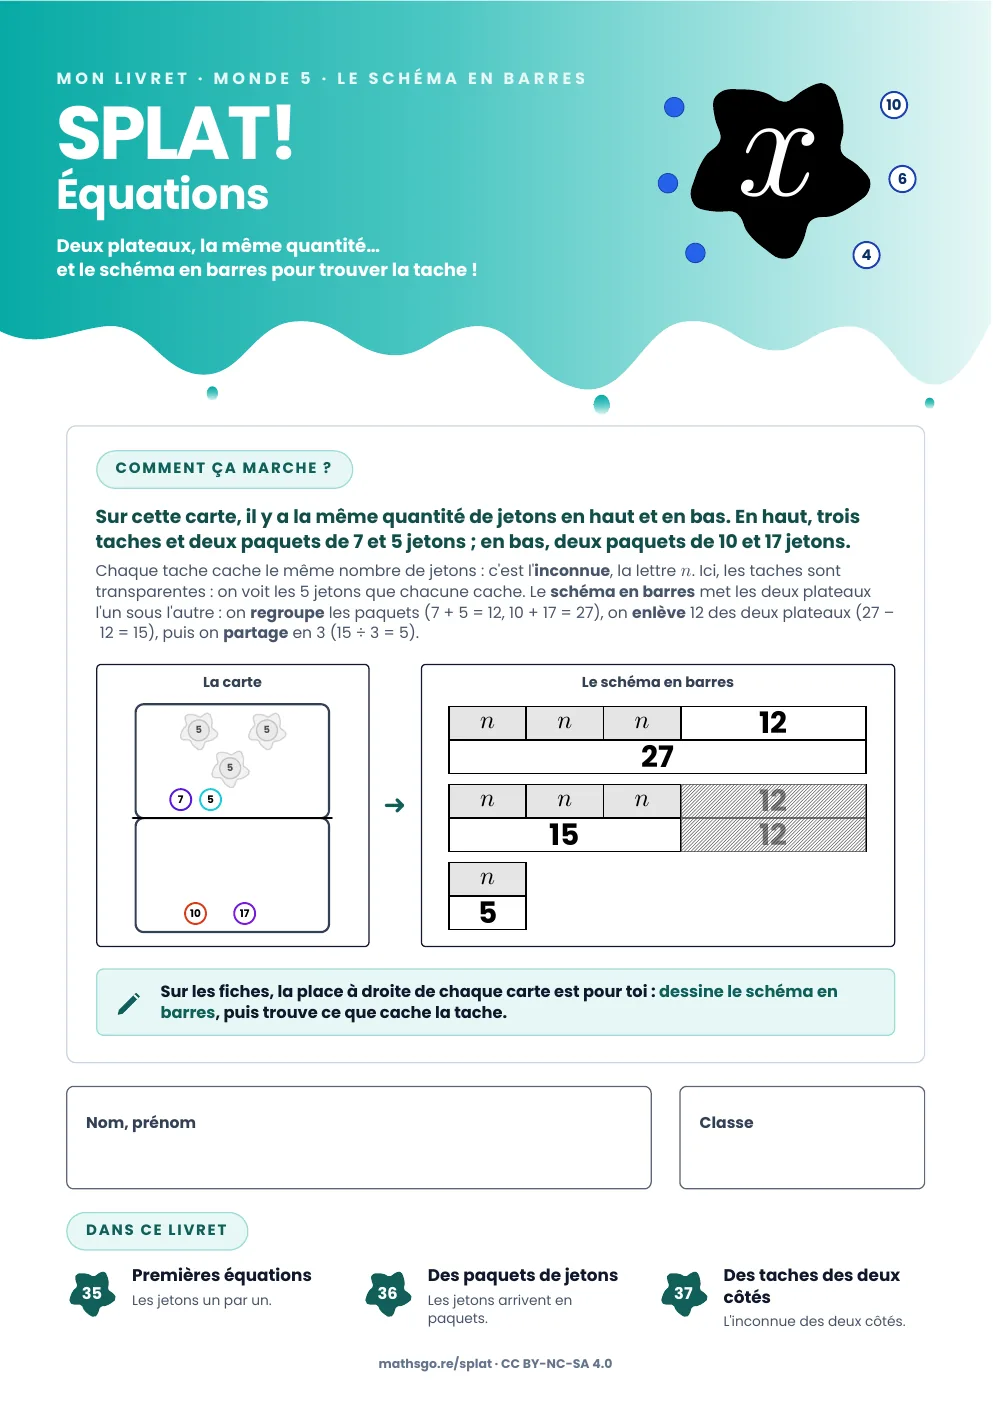 MON LIVRET · MONDE 5 · LE SCHÉMA EN BARRES
SPLAT!
Équations
Deux plateaux, la même quantité...
et le schéma en barres pour trouver la tache !
x
10
6
4
COMMENT ÇA MARCHE ?
Sur cette carte, il y a la même quantité de jetons en haut et en bas. En haut, trois
taches et deux paquets de 7 et 5 jetons ; en bas, deux paquets de 10 et 17 jetons.
Chaque tache cache le même nombre de jetons : c'est l'inconnue, la lettre n. Ici, les taches sont
transparentes : on voit les 5 jetons que chacune cache. Le schéma en barres met les deux plateaux
l'un sous l'autre : on regroupe les paquets (7 + 5 = 12, 10 + 17 = 27), on enlève 12 des deux plateaux (27 –
12 = 15), puis on partage en 3 (15 ÷ 3 = 5).
La carte
5 5
5
7 5
10 17
Le schéma en barres
n n n 12
27
n n n 12
15 12
n
5
Sur les fiches, la place à droite de chaque carte est pour toi : dessine le schéma en
barres, puis trouve ce que cache la tache.
Nom, prénom
Classe
DANS CE LIVRET
35
Premières équations
Les jetons un par un.
36
Des paquets de jetons
Les jetons arrivent en
paquets.
37
Des taches des deux
côtés
L'inconnue des deux côtés.
mathsgo.re/splat · CC BY-NC-SA 4.0